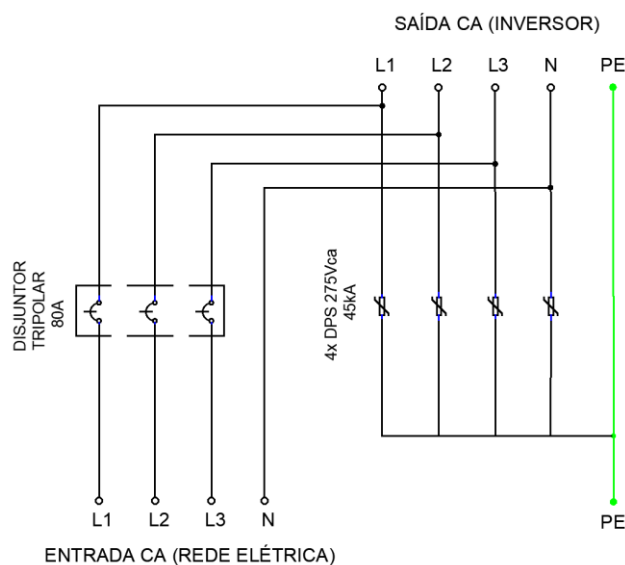 SAÍDA CA (INVERSOR)
L1 L2 L3 N PE
DISJUNTOR
TRIPOLAR
80A
4x DPS 275Vca
45kA
L1 L2 L3 N PE
ENTRADA CA (REDE ELÉTRICA)